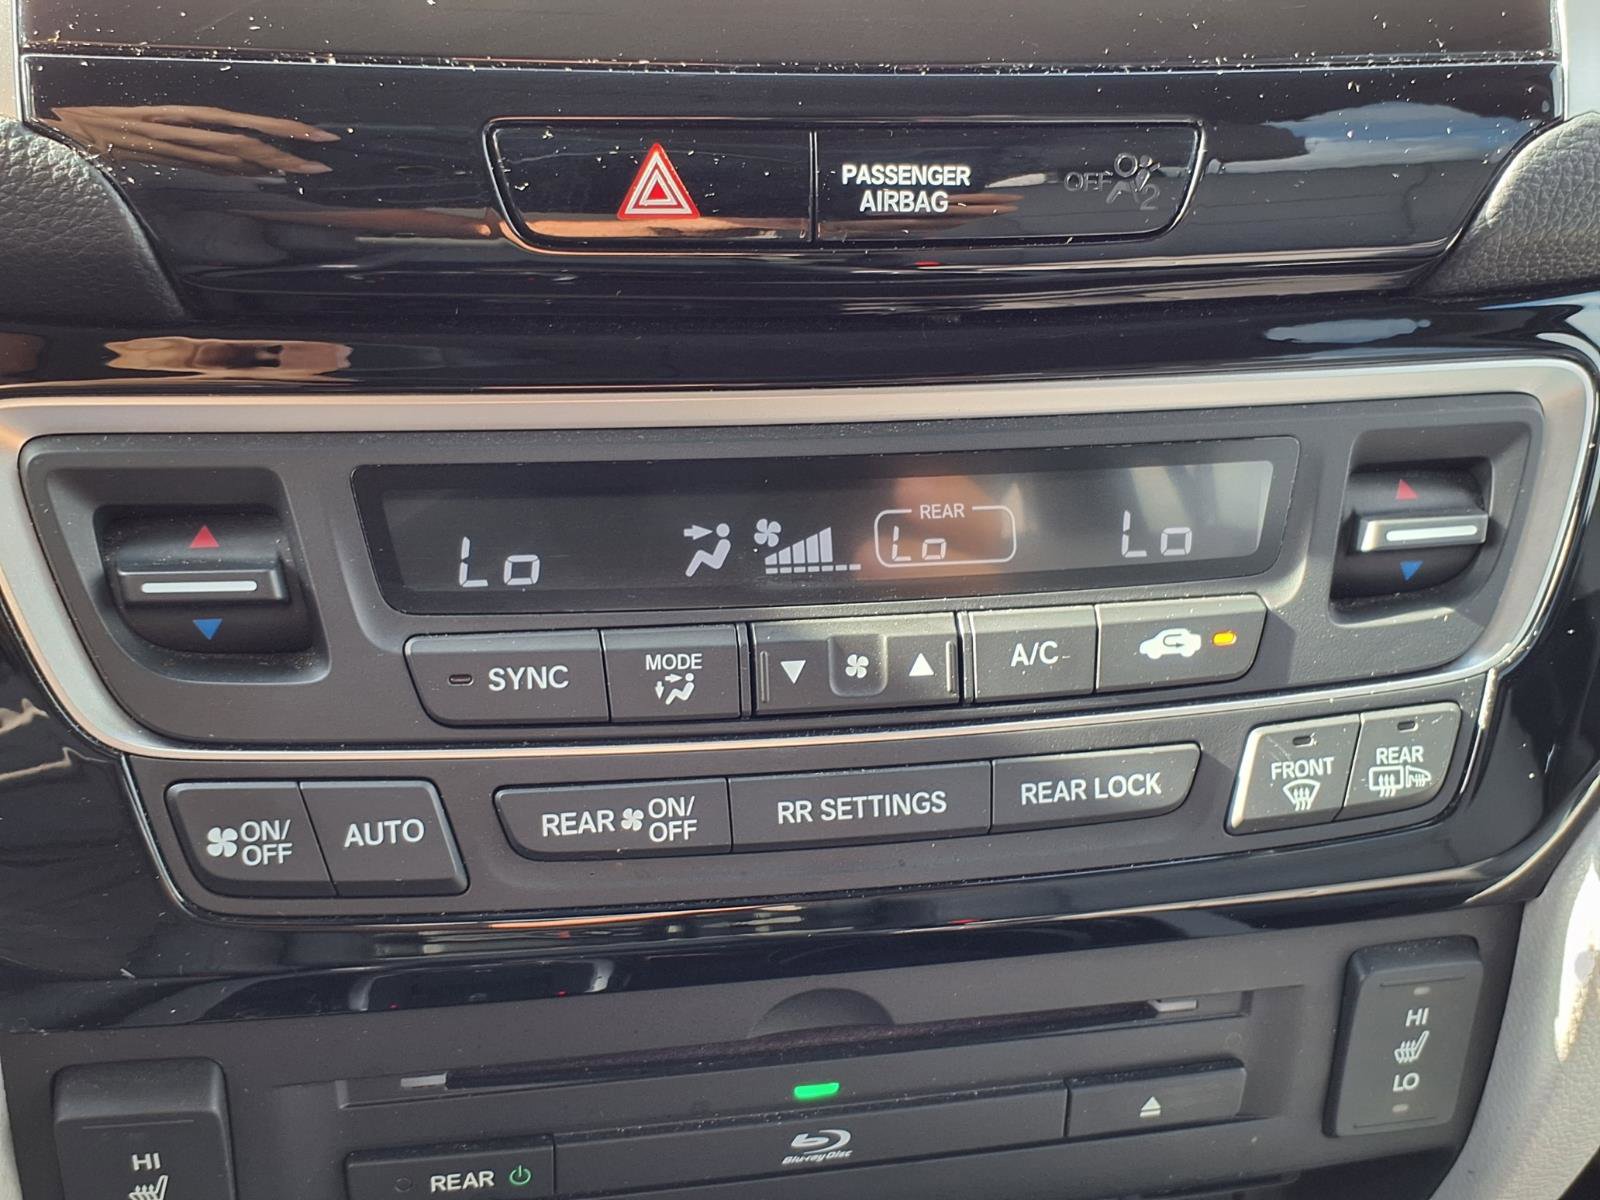 PASSENGER
AIRBAG
OFF
2
REAR
Lo
Lo
Lo
SYNC
MODE
A/C
ON/
OFF
AUTO
REAR
ON/
OFF
RR SETTINGS
REAR LOCK
FRONT
REAR
HI
LO
Blu-ray Disc
HI
REAR